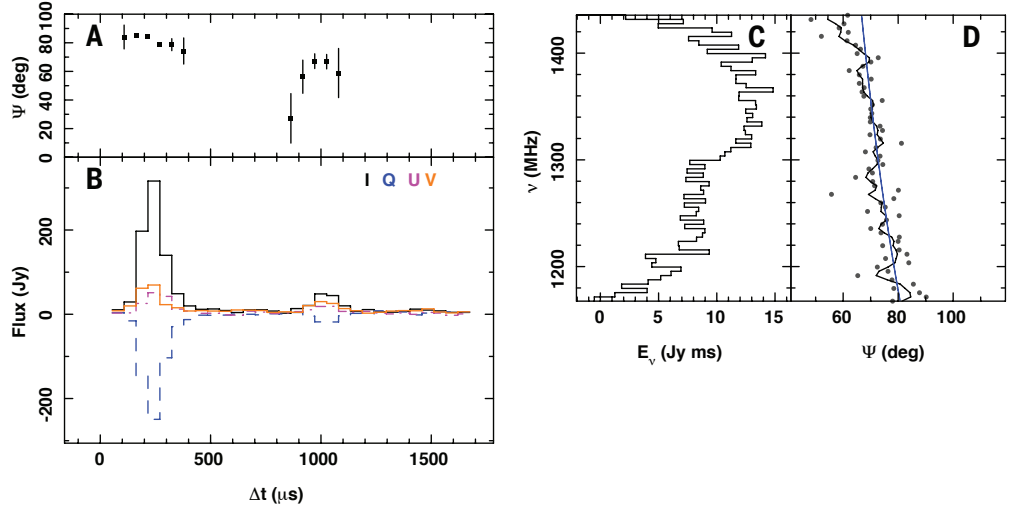 A
Ψ (deg)
0 20 40 60 80 100
B
I Q U V
Flux (Jy)
-200 0 200
0 500 1000 1500
Δt (μs)
C
ν (MHz)
1200 1300 1400
0 5 10 15
E_ν (Jy ms)
D
60 80 100
Ψ (deg)